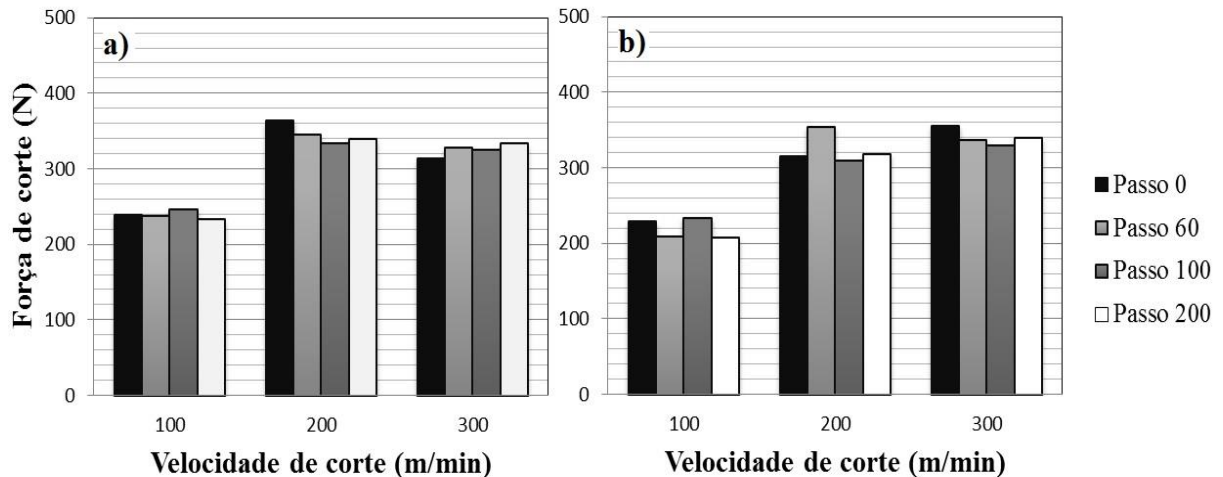 a)
Força de corte (N)
500
400
300
200
100
0
100 200 300
Velocidade de corte (m/min)
b)
500
400
300
200
100
0
100 200 300
Velocidade de corte (m/min)
Passo 0
Passo 60
Passo 100
Passo 200